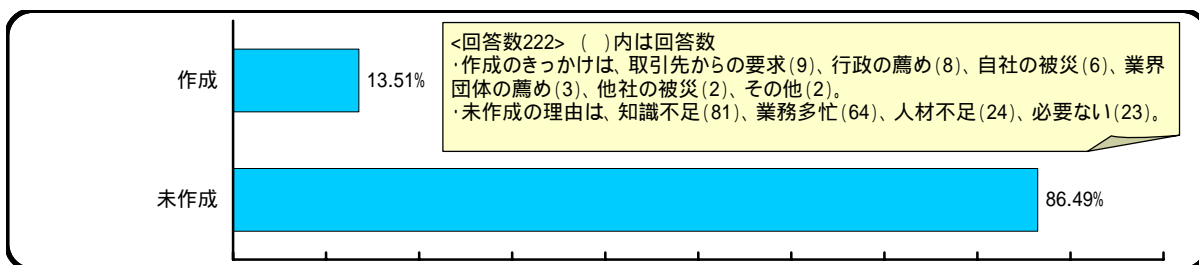 <回答数222> ( )内は回答数
･作成のきっかけは、取引先からの要求(9)、行政の薦め(8)、自社の被災(6)、業界
団体の薦め(3)、他社の被災(2)、その他(2)。
･未作成の理由は、知識不足(81)、業務多忙(64)、人材不足(24)、必要ない(23)。
作成
13.51%
未作成
86.49%